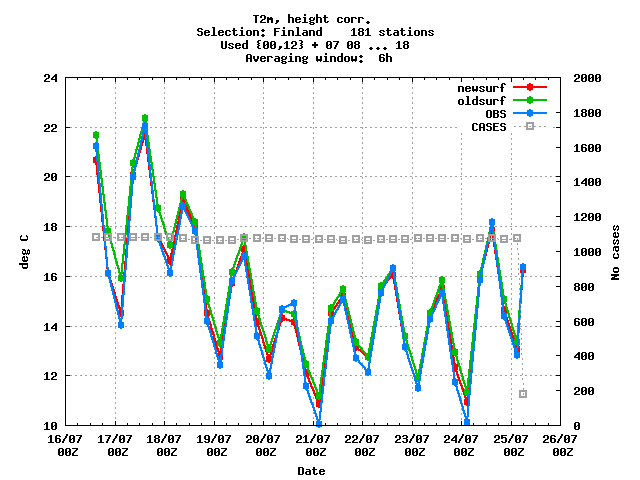 T2m, height corr.
Selection: Finland    181 stations
Used {00,12} + 07 08 ... 18
Averaging window:  6h
newsurf
oldsurf
OBS
CASES
deg C
24
22
20
18
16
14
12
10
No cases
2000
1800
1600
1400
1200
1000
800
600
400
200
0
16/07 17/07 18/07 19/07 20/07 21/07 22/07 23/07 24/07 25/07 26/07
00Z 00Z 00Z 00Z 00Z 00Z 00Z 00Z 00Z 00Z 00Z
Date